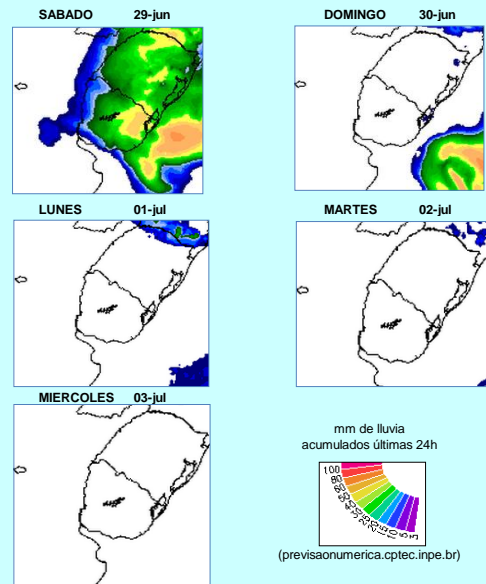 SABADO 29-jun
DOMINGO 30-jun
LUNES 01-jul
MARTES 02-jul
MIERCOLES 03-jul
mm de lluvia
acumulados últimas 24h
100
80
(previsaonumerica.cptec.inpe.br)